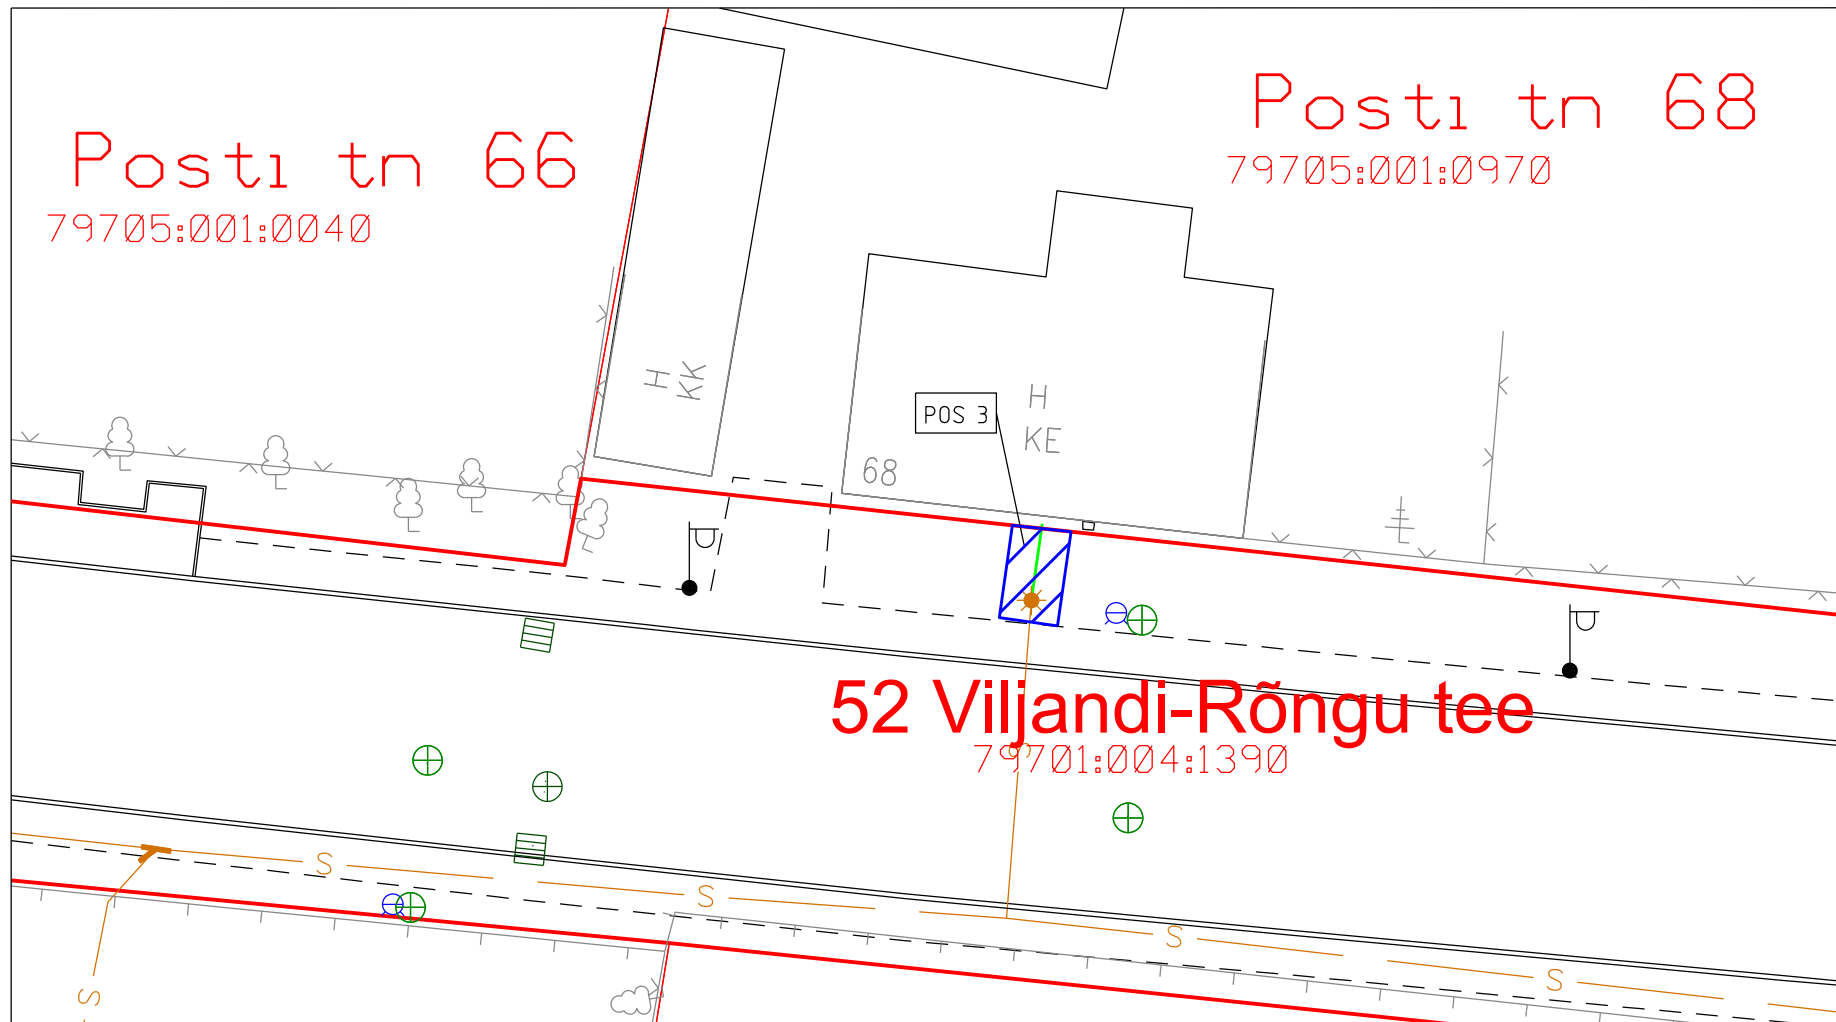 Posti tn 68
79705:001:0970
Posti tn 66
79705:001:0040
H
KK
POS 3
H
KE
68
52 Viljandi-Rõngu tee
S
79701:004:1390
S
S
S
S
S